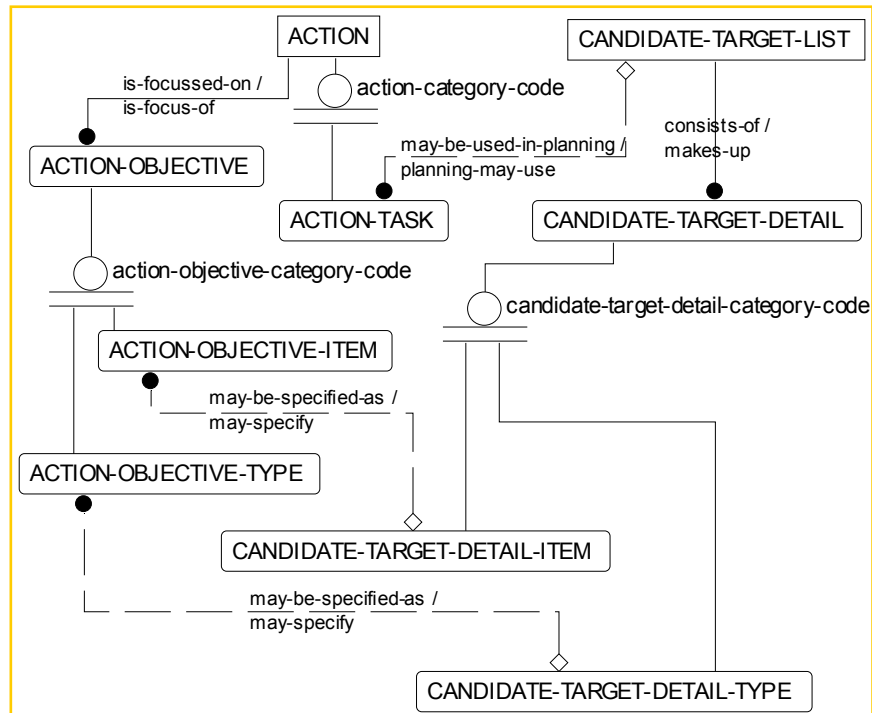 ACTION
CANDIDATE-TARGET-LIST
is-focussed-on /
is-focus-of
action-category-code
may-be-used-in-planning /
planning-may-use
consists-of /
makes-up
ACTION-OBJECTIVE
ACTION-TASK
CANDIDATE-TARGET-DETAIL
action-objective-category-code
candidate-target-detail-category-code
ACTION-OBJECTIVE-ITEM
may-be-specified-as /
may-specify
ACTION-OBJECTIVE-TYPE
CANDIDATE-TARGET-DETAIL-ITEM
may-be-specified-as /
may-specify
CANDIDATE-TARGET-DETAIL-TYPE